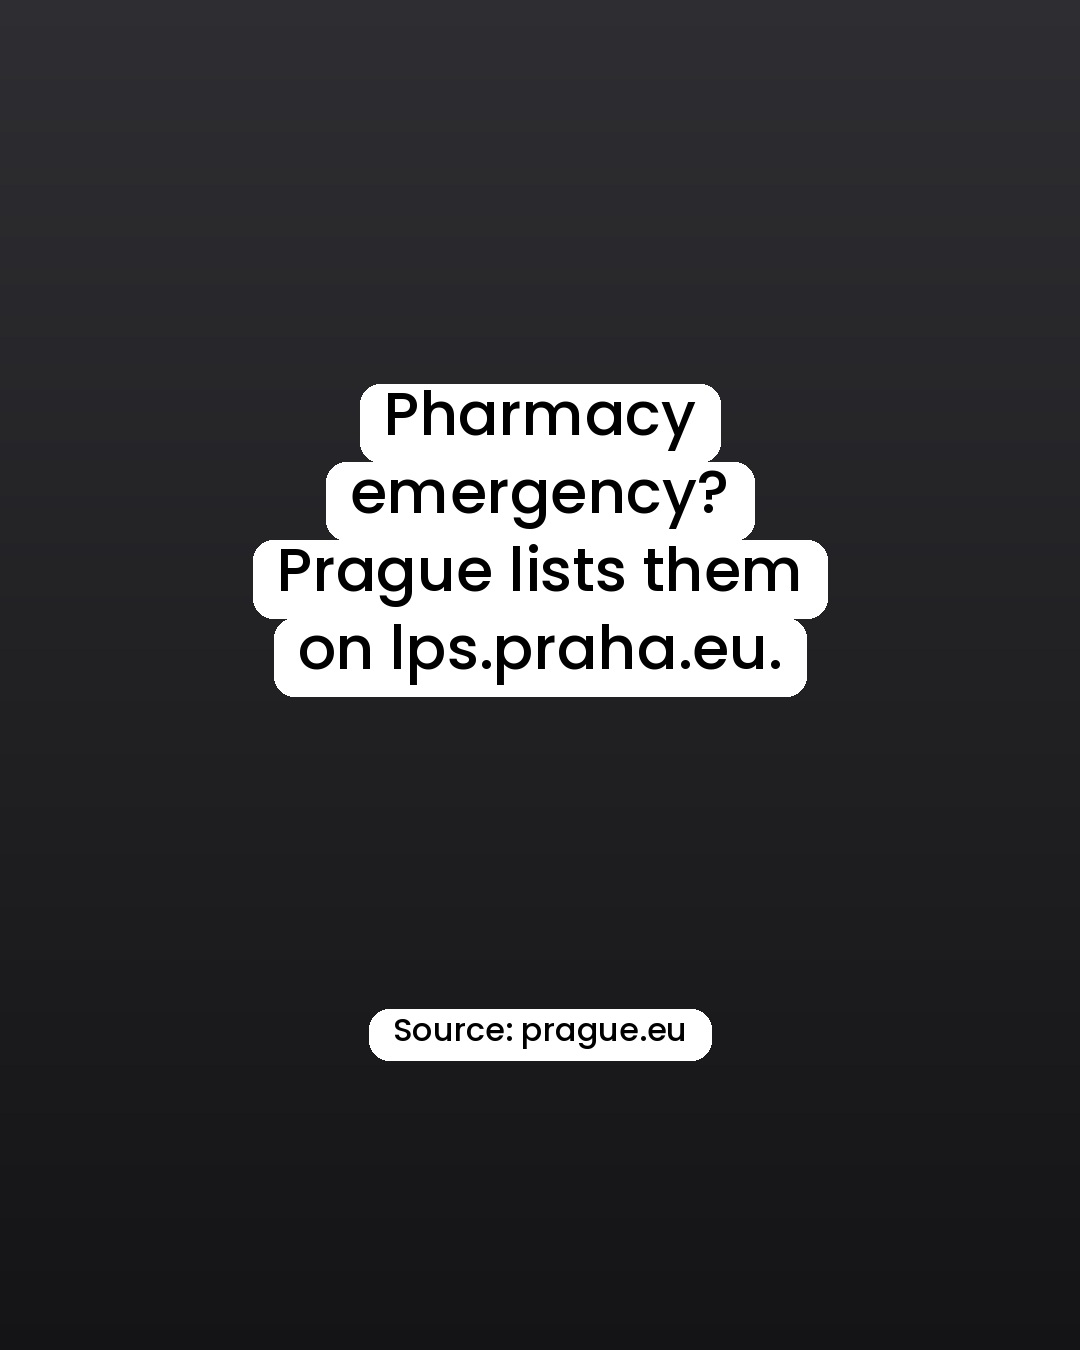 Pharmacy
emergency?
Prague lists them
on lps.praha.eu.
Source: prague.eu